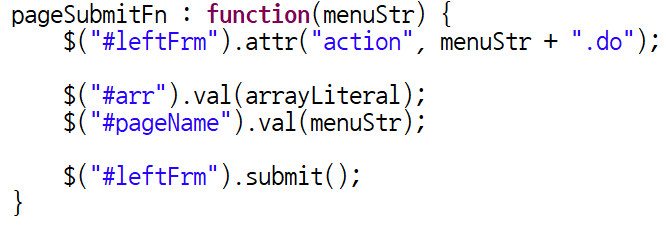 pageSubmitFn : function(menuStr) {
    $("#leftFrm").attr("action", menuStr + ".do");
    $("#arr").val(arrayLiteral);
    $("#pageName").val(menuStr);
    $("#leftFrm").submit();
}